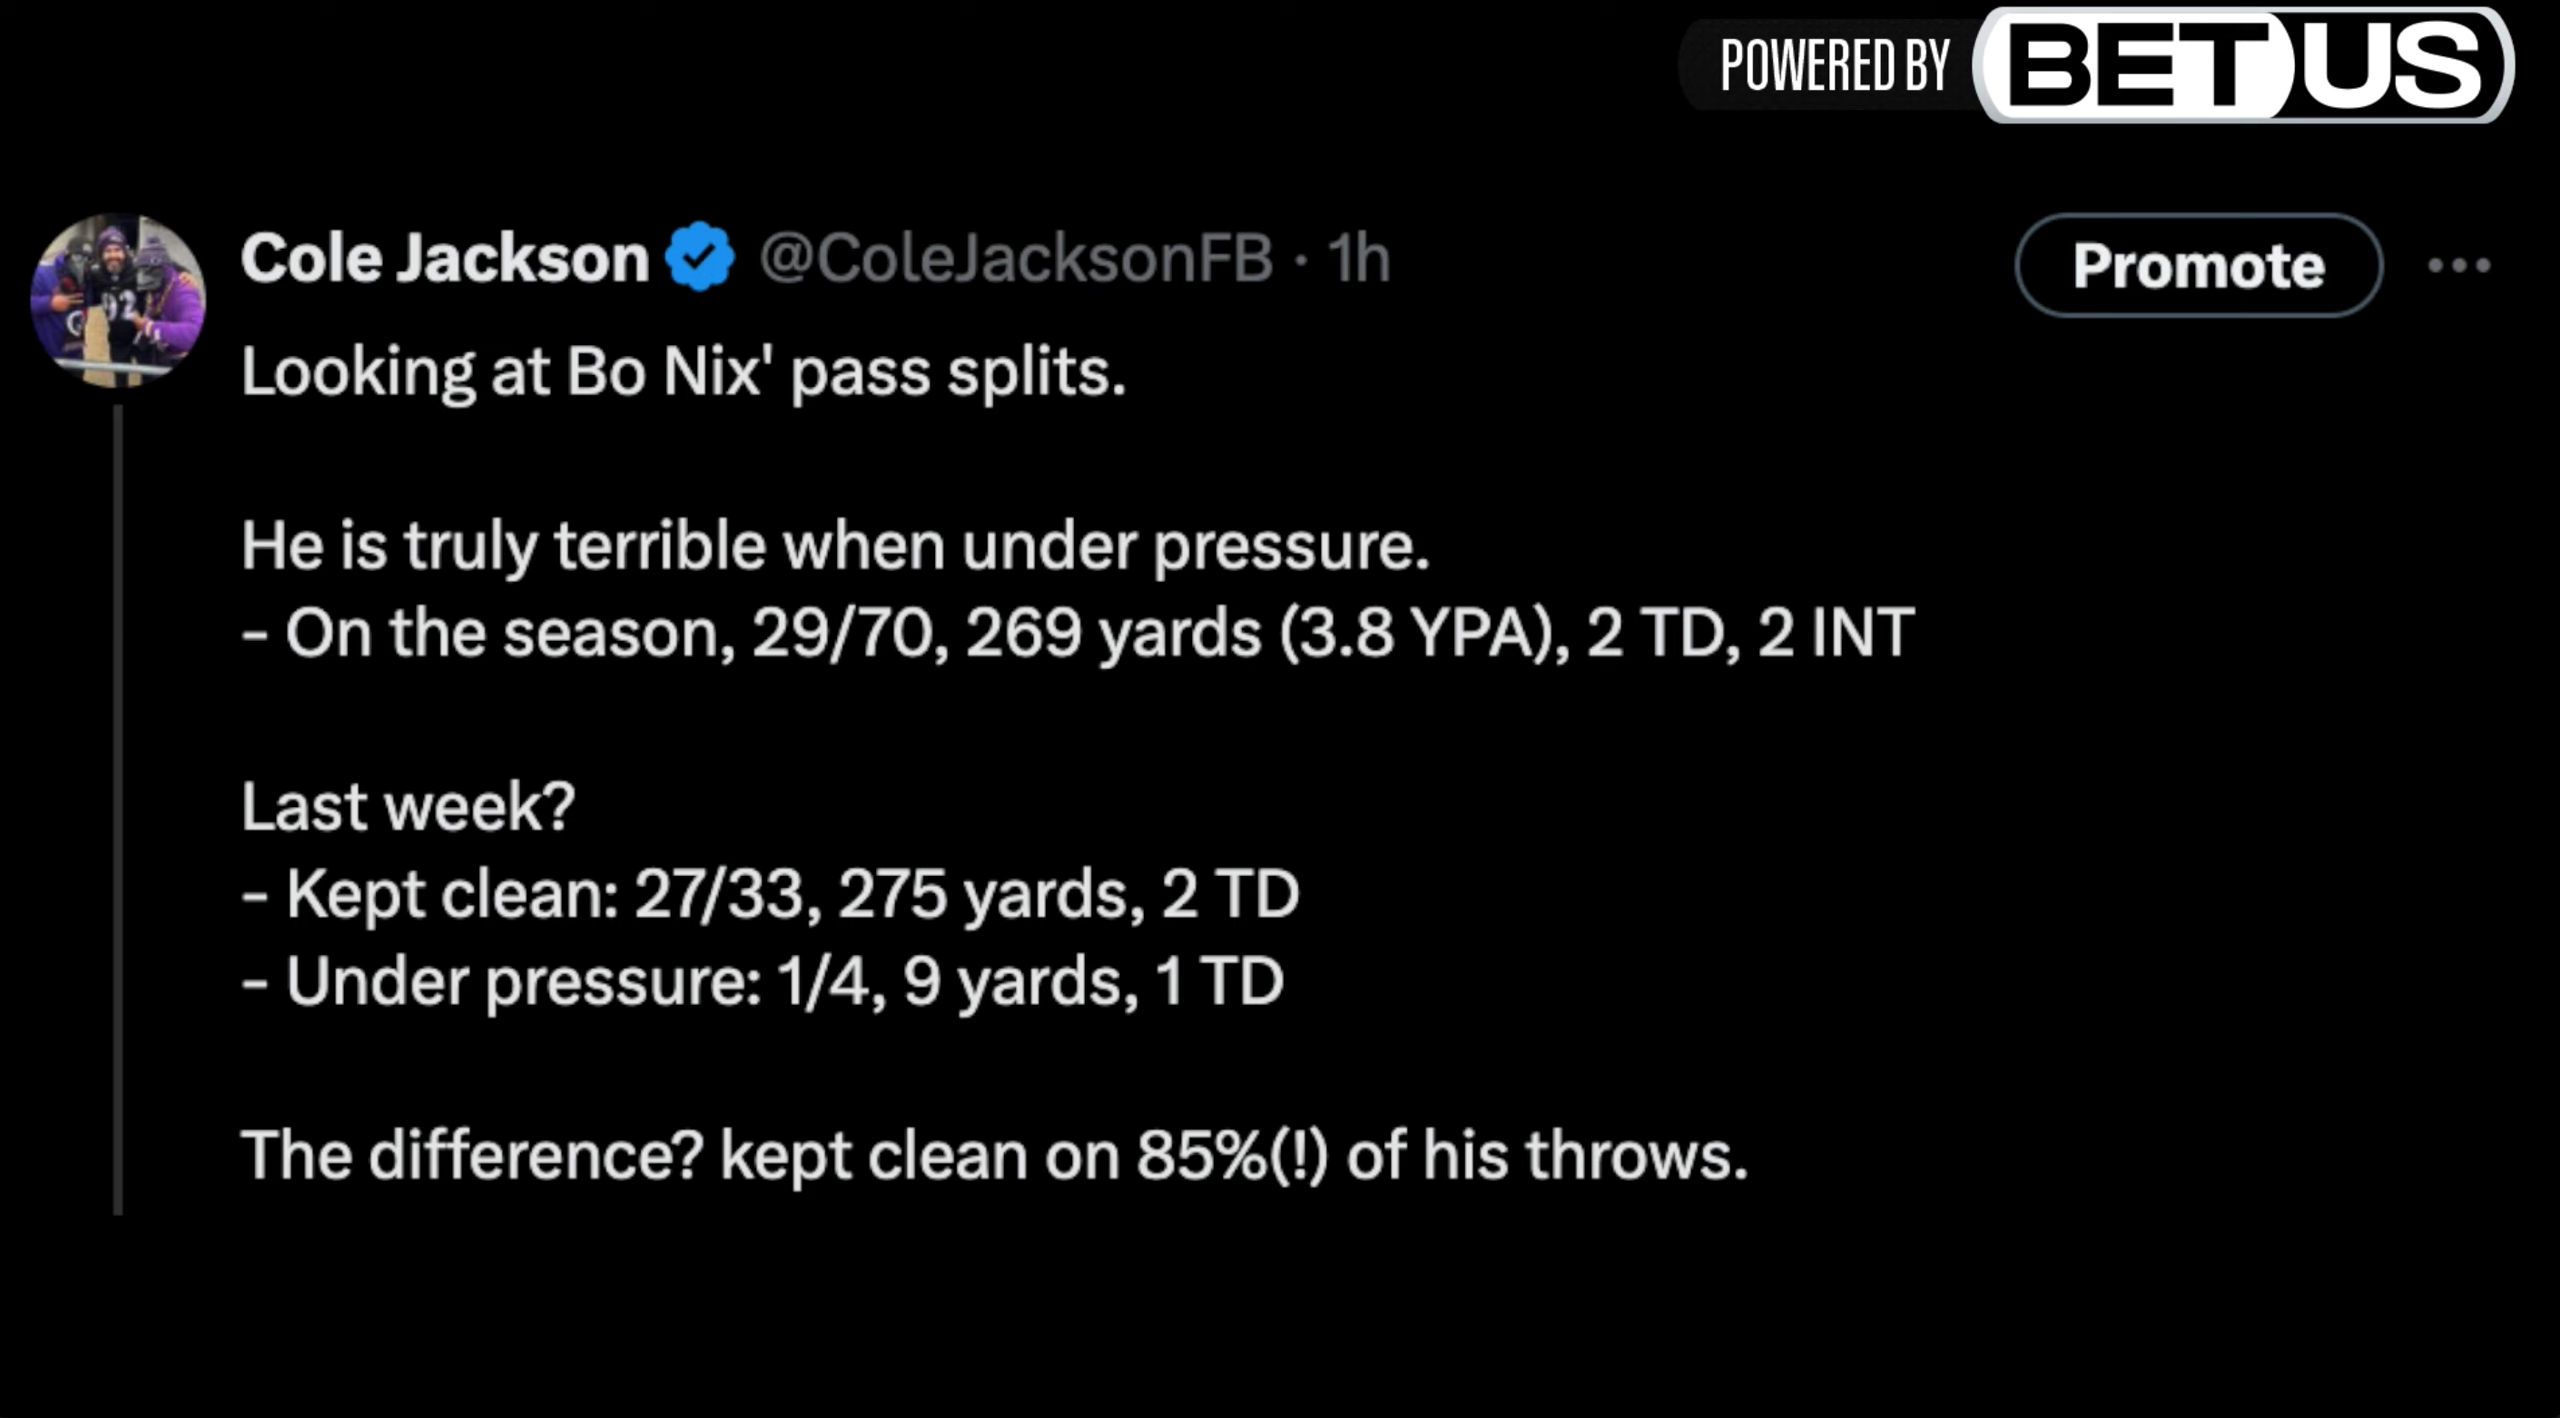 POWERED BY BETUS
Cole Jackson @ColeJacksonFB · 1h
Promote
Looking at Bo Nix' pass splits.
He is truly terrible when under pressure.
- On the season, 29/70, 269 yards (3.8 YPA), 2 TD, 2 INT
Last week?
- Kept clean: 27/33, 275 yards, 2 TD
- Under pressure: 1/4, 9 yards, 1 TD
The difference? kept clean on 85%(!) of his throws.